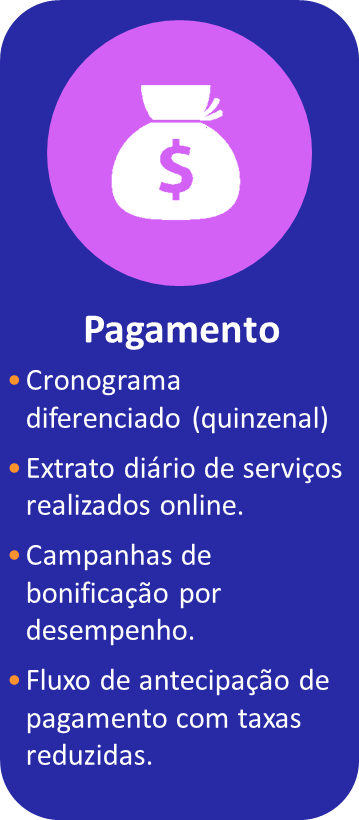 $
Pagamento
• Cronograma
diferenciado (quinzenal)
• Extrato diário de serviços
realizados online.
• Campanhas de
bonificação por
desempenho.
• Fluxo de antecipação de
pagamento com taxas
reduzidas.